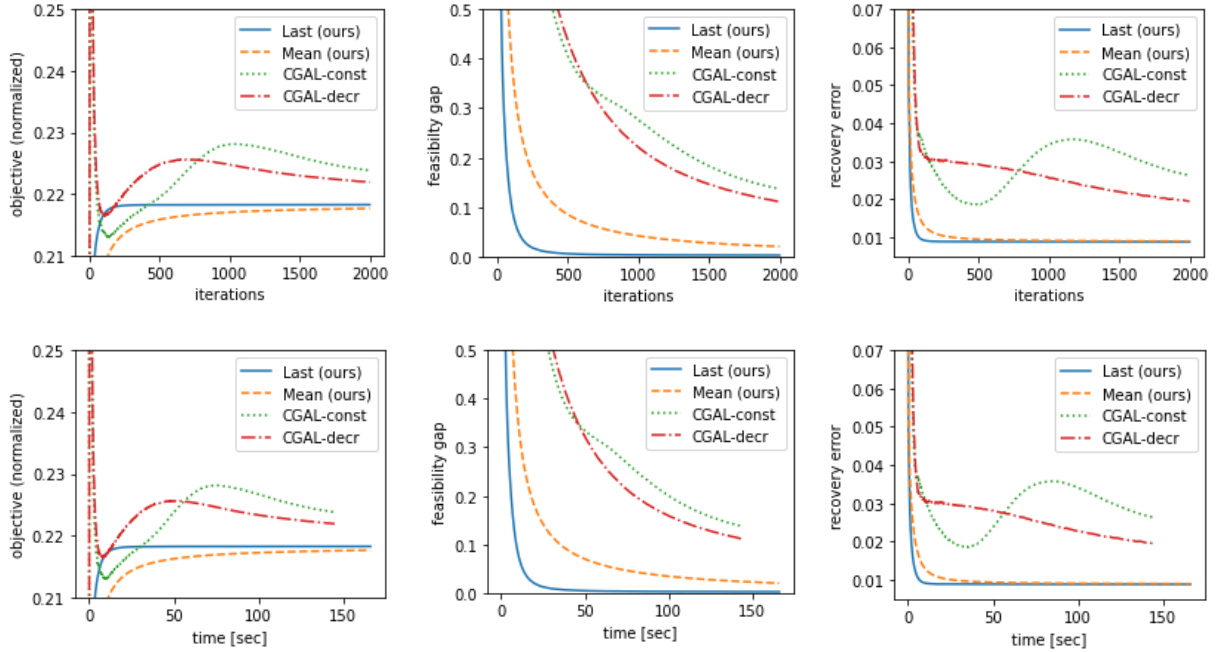 objective (normalized)
0.25
0.24
0.23
0.22
0.21
0
500
1000
1500
2000
iterations
Last (ours)
Mean (ours)
CGAL-const
CGAL-decr
feasibilty gap
0.5
0.4
0.3
0.2
0.1
0.0
0
500
1000
1500
2000
iterations
Last (ours)
Mean (ours)
CGAL-const
CGAL-decr
recovery error
0.07
0.06
0.05
0.04
0.03
0.02
0.01
0
500
1000
1500
2000
iterations
Last (ours)
Mean (ours)
CGAL-const
CGAL-decr
objective (normalized)
0.25
0.24
0.23
0.22
0.21
0
50
100
150
time [sec]
Last (ours)
Mean (ours)
CGAL-const
CGAL-decr
feasibility gap
0.5
0.4
0.3
0.2
0.1
0.0
0
50
100
150
time [sec]
Last (ours)
Mean (ours)
CGAL-const
CGAL-decr
recovery error
0.07
0.06
0.05
0.04
0.03
0.02
0.01
0
50
100
150
time [sec]
Last (ours)
Mean (ours)
CGAL-const
CGAL-decr